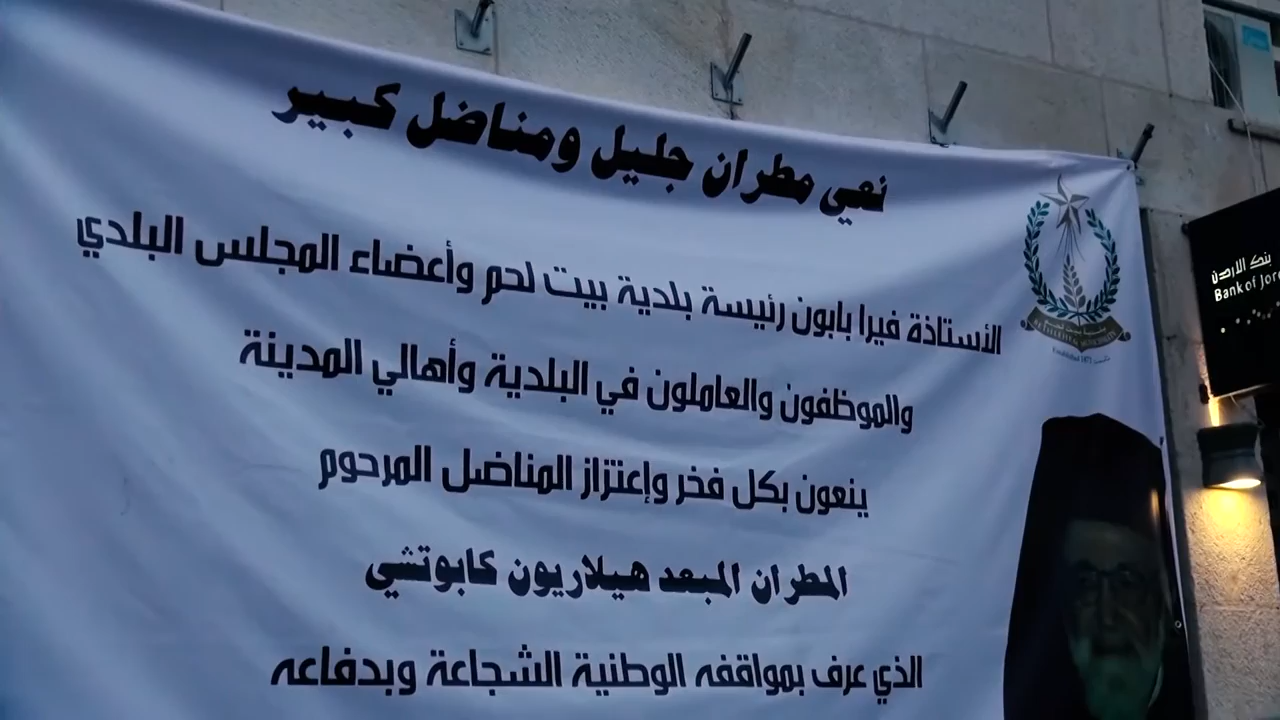 نعي مطران جليل ومناضل كبير
الأستاذة فيرا بابون رئيسة بلدية بيت لحم وأعضاء المجلس البلدي
والموظفون والعاملون في البلدية وأهالي المدينة
ينعون بكل فخر وإعتزاز المناضل المرحوم
المطران المبعد هيلاريون كابوتشي
الذي عرف بمواقفه الوطنية الشجاعة وبدفاعه
بنك الاردن
Bank of Jor